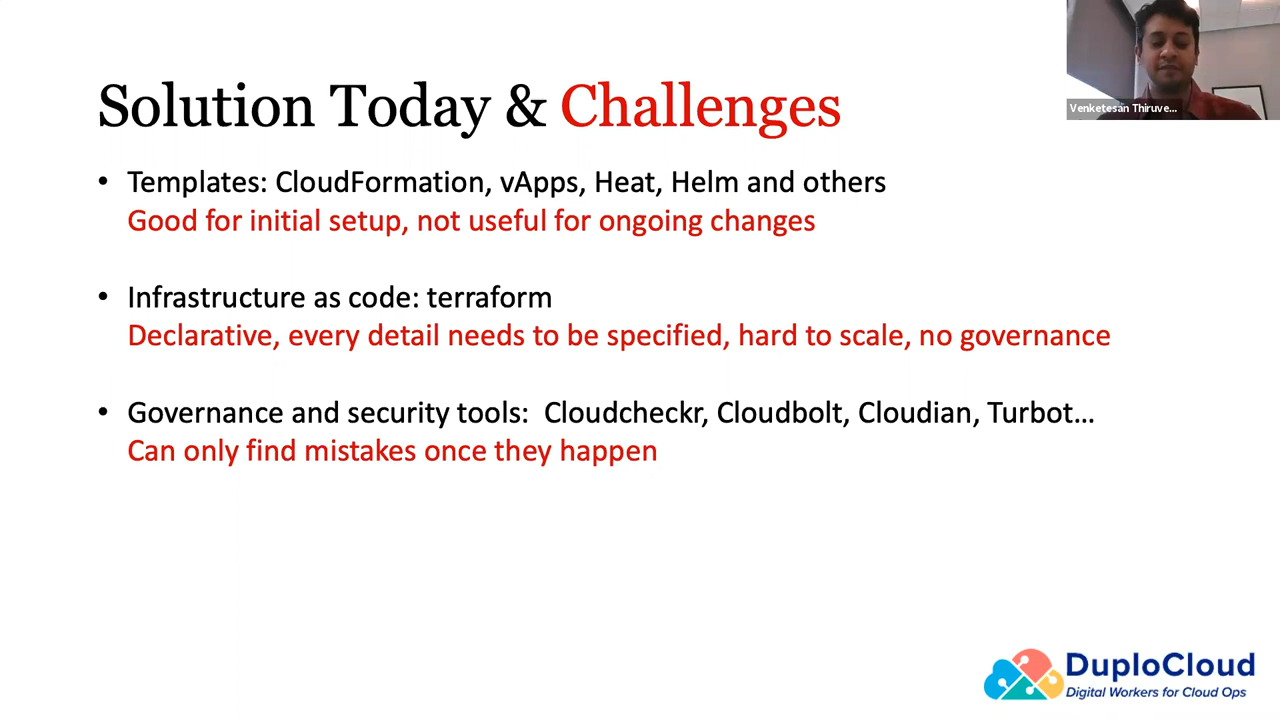 Solution Today & Challenges
Venketesan Thiruve...
• Templates: CloudFormation, vApps, Heat, Helm and others
Good for initial setup, not useful for ongoing changes
• Infrastructure as code: terraform
Declarative, every detail needs to be specified, hard to scale, no governance
• Governance and security tools:  Cloudcheckr, Cloudbolt, Cloudian, Turbot...
Can only find mistakes once they happen
DuploCloud
Digital Workers for Cloud Ops